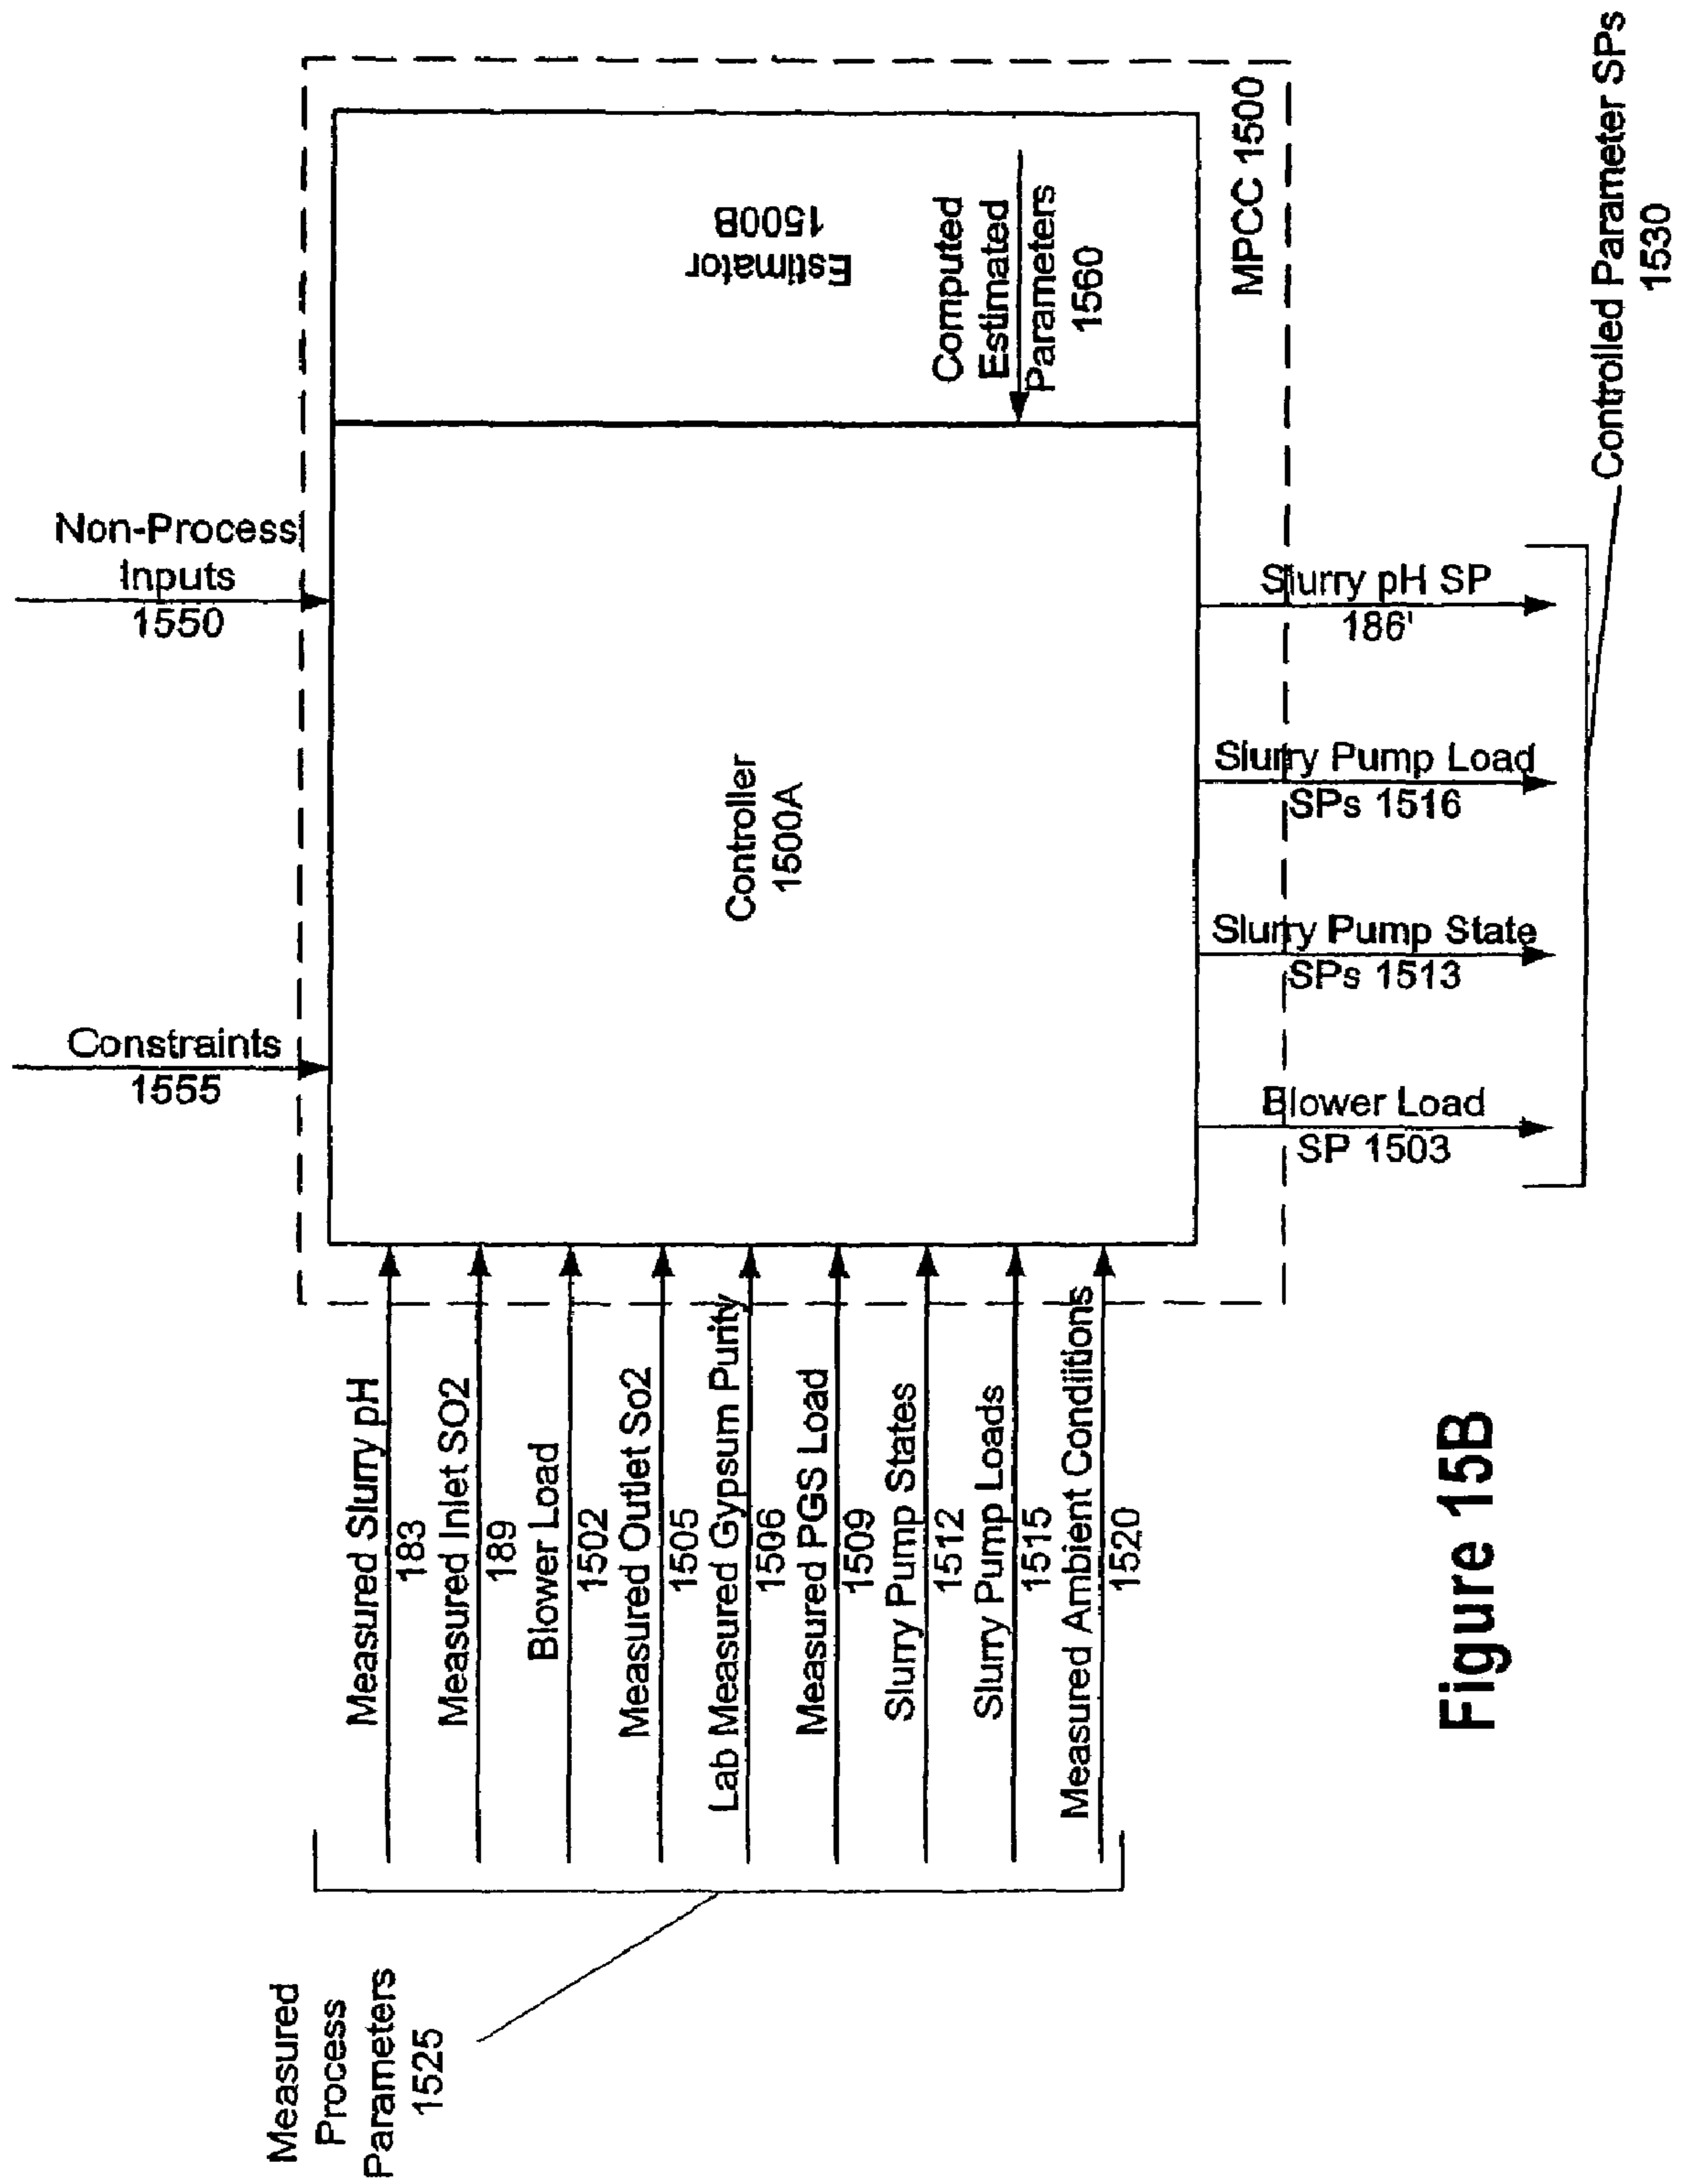 Non-Process
Inputs
1550
Constraints
1555
Measured
Process
Parameters
1525
Measured Slurry pH
183
Measured Inlet SO2
189
Blower Load
1502
Measured Outlet So2
1505
Lab Measured Gypsum Purity
1506
Measured PGS Load
1509
Slurry Pump States
1512
Slurry Pump Loads
1515
Measured Ambient Conditions
1520
Controller
1500A
Estimator
1500B
Computed
Estimated
Parameters
1560
MPCC 1500
Slurry pH SP
186'
Slurry Pump Load
SPs 1516
Slurry Pump State
SPs 1513
Blower Load
SP 1503
Controlled Parameter SPs
1530
Figure 15B